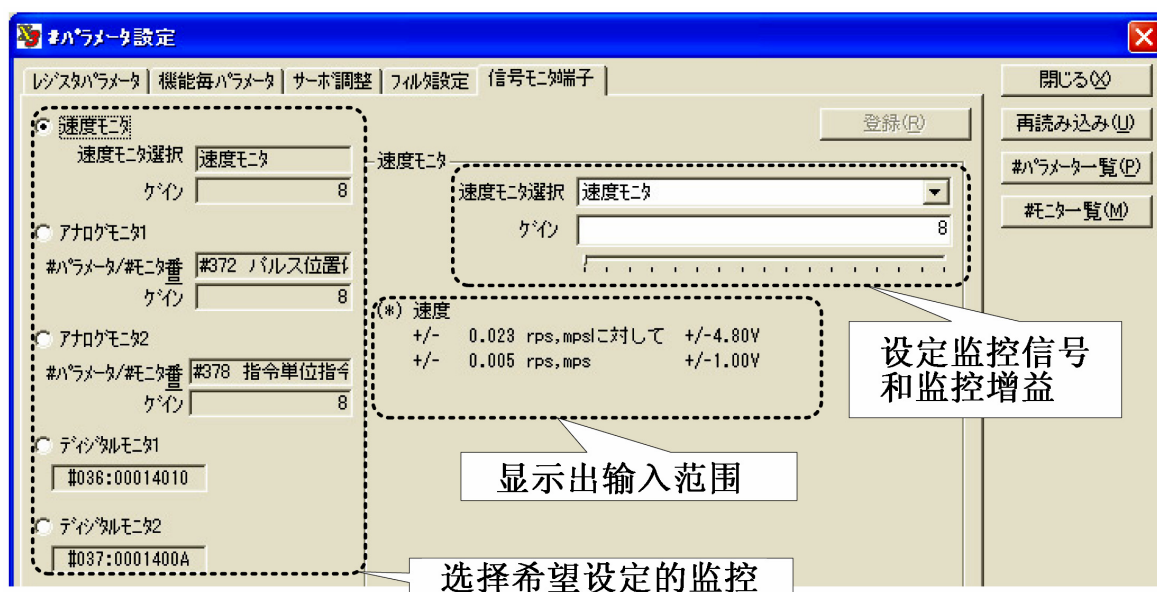 #パラメータ設定
レジスタパラメータ 機能毎パラメータ サーボ調整 フィルタ設定 信号モニタ端子
閉じる(X)
再読み込み(U)
#パラメーター覧(P)
#モニター覧(M)
登録(R)
速度モニタ
速度モニタ選択 速度モニタ
ゲイン 8
アナログモニタ1
#パラメータ/#モニタ番号 #372 パルス位置
ゲイン 8
アナログモニタ2
#パラメータ/#モニタ番号 #378 指令単位指令
ゲイン 8
ディジタルモニタ1
#036:00014010
ディジタルモニタ2
#037:0001400A
速度モニタ
速度モニタ選択 速度モニタ
ゲイン 8
(*) 速度
+/- 0.023 rps,mpsに対して +/-4.80V
+/- 0.005 rps,mps +/-1.00V
设定监控信号
和监控增益
显示出输入范围
选择希望设定的监控